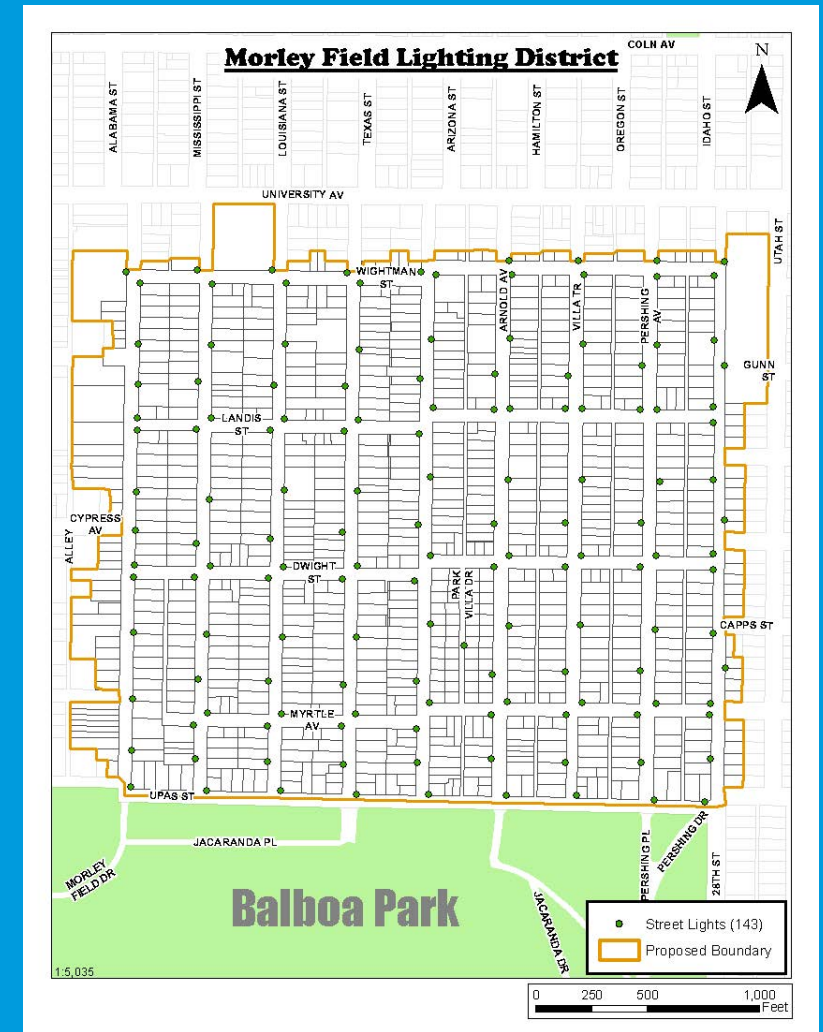 Morley Field Lighting District
COLN AV
N
ALABAMA ST
MISSISSIPPI ST
LOUISIANA ST
TEXAS ST
ARIZONA ST
HAMILTON ST
OREGON ST
IDAHO ST
UNIVERSITY AV
UTAH ST
WIGHTMAN
ST
ARNOLD AV
VILLA TR
PERSHING
AV
GUNN
ST
LANDIS
ST
CYPRESS
AV
ALLEY
DWIGHT
ST
PARK
VILLA DR
CAPPS ST
MYRTLE
AV
UPAS ST
JACARANDA PL
MORLEY
FIELD DR
Balboa Park
JACARANDA DR
PERSHING PL
PERSHING DR
28TH ST
Street Lights (143)
Proposed Boundary
1:5,035
0 250 500 1,000
Feet